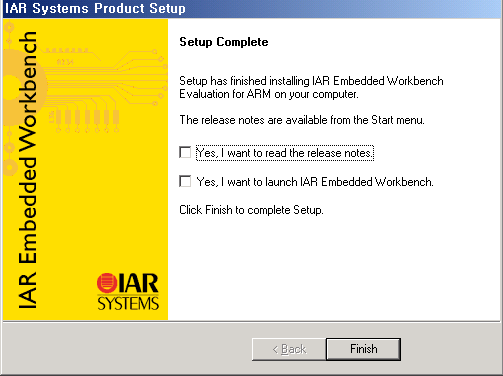 IAR Systems Product Setup
IAR Embedded Workbench
IAR
SYSTEMS
Setup Complete
Setup has finished installing IAR Embedded Workbench
Evaluation for ARM on your computer.
The release notes are available from the Start menu.
Yes, I want to read the release notes.
Yes, I want to launch IAR Embedded Workbench.
Click Finish to complete Setup.
< Back
Finish